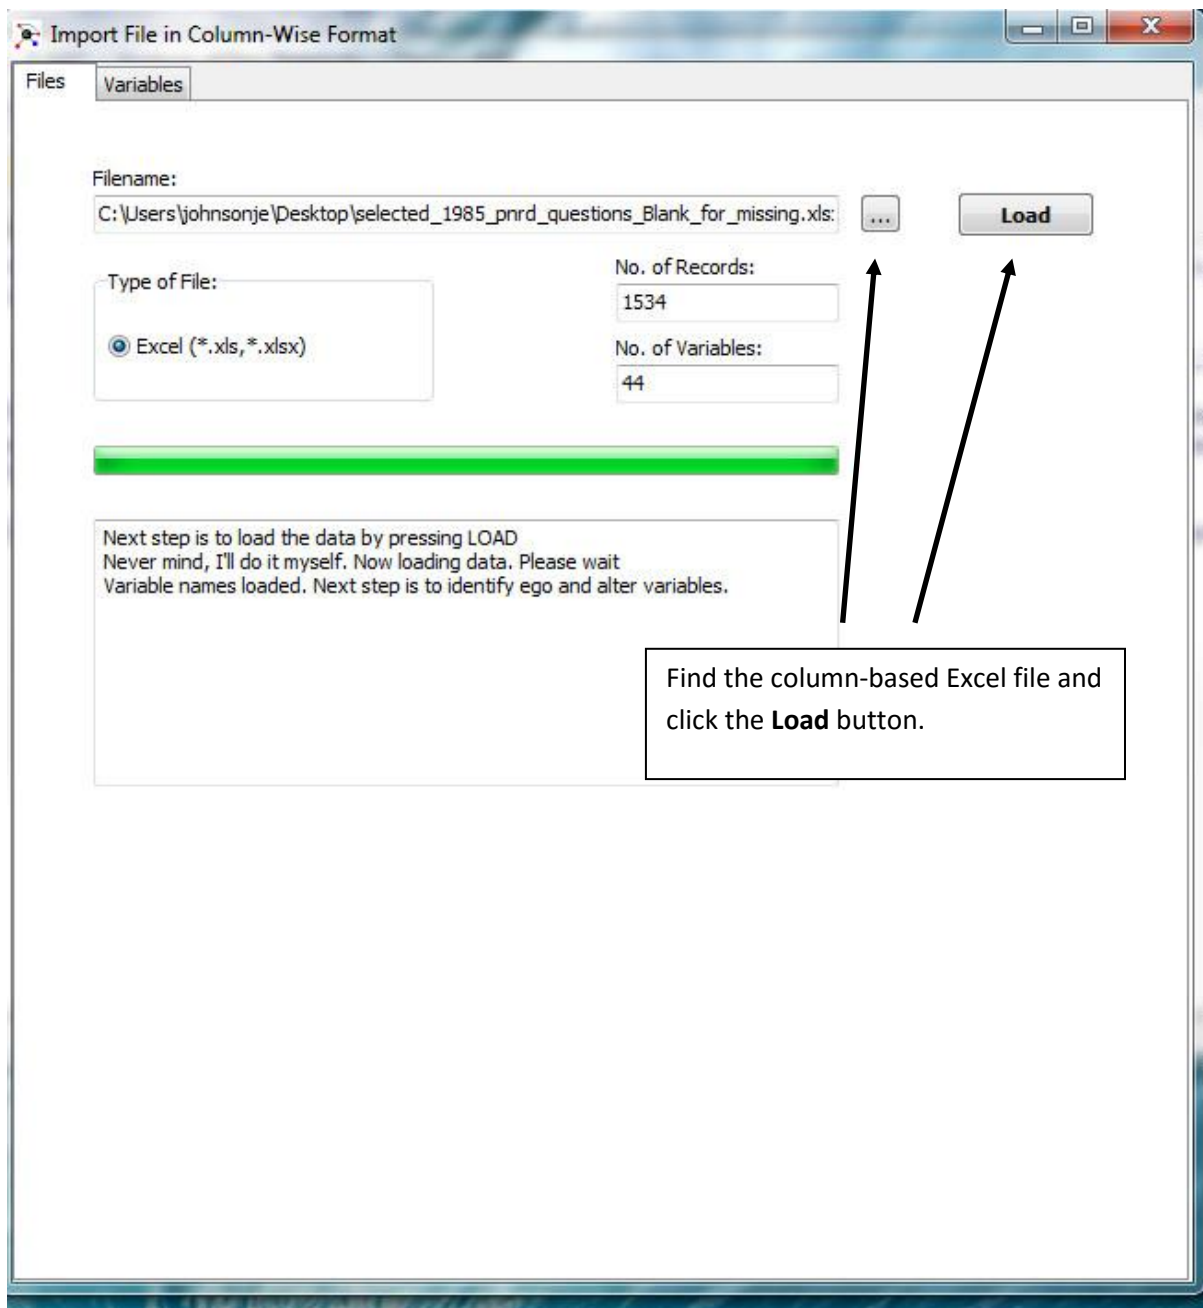 Import File in Column-Wise Format
Files
Variables
Filename:
C:\Users\johnsonje\Desktop\selected_1985_pnrd_questions_Blank_for_missing.xls:
...
Load
Type of File:
Excel (*.xls,*.xlsx)
No. of Records:
1534
No. of Variables:
44
Next step is to load the data by pressing LOAD
Never mind, I'll do it myself. Now loading data. Please wait
Variable names loaded. Next step is to identify ego and alter variables.
Find the column-based Excel file and
click the Load button.